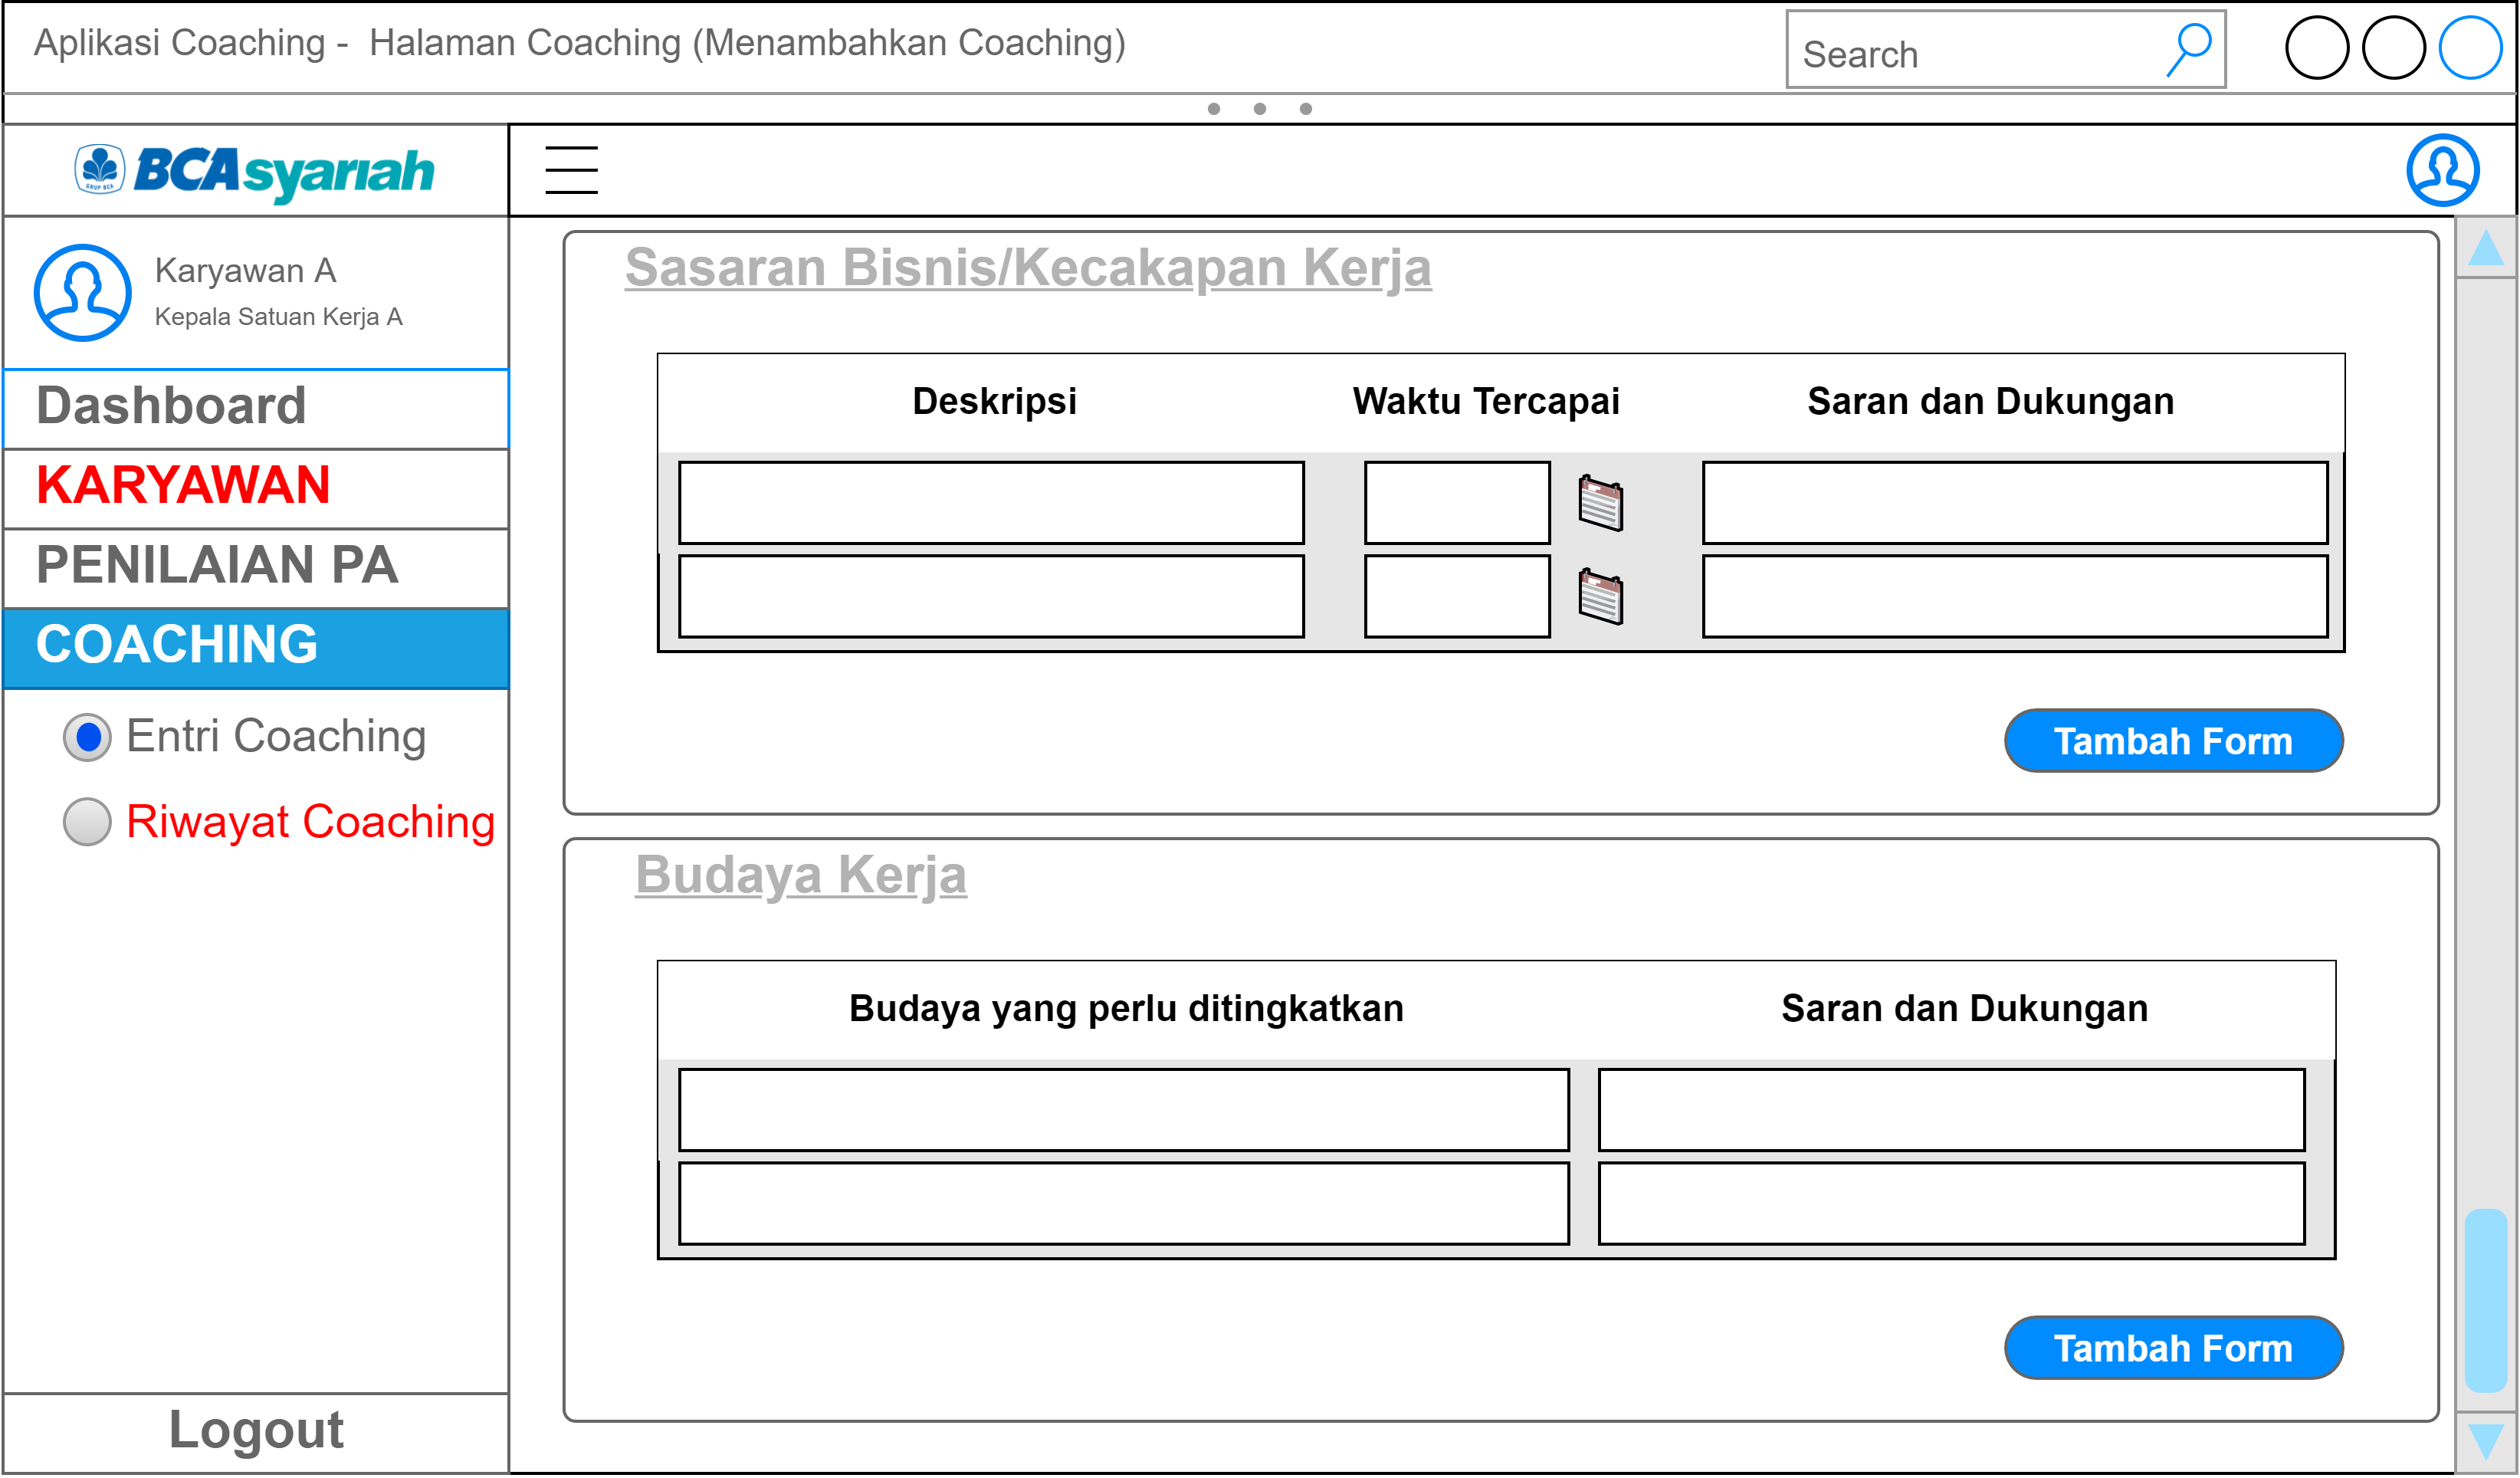 Aplikasi Coaching - Halaman Coaching (Menambahkan Coaching)
Search
GRUP BCA
BCAsyariah
Karyawan A
Kepala Satuan Kerja A
Dashboard
KARYAWAN
PENILAIAN PA
COACHING
Entri Coaching
Riwayat Coaching
Logout
Sasaran Bisnis/Kecakapan Kerja
Deskripsi Waktu Tercapai Saran dan Dukungan
Tambah Form
Budaya Kerja
Budaya yang perlu ditingkatkan Saran dan Dukungan
Tambah Form